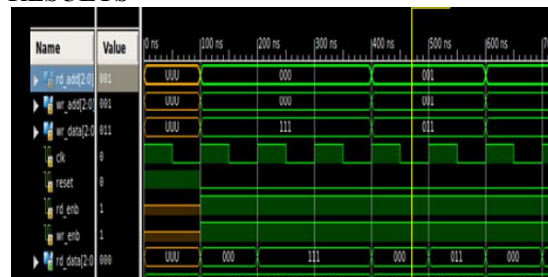 RESULTS
Name Value 0 ns 100 ns 200 ns 300 ns 400 ns 500 ns 600 ns
rd_add[2:0] 001 UUU 000 001
wr_add[2:0] 001 UUU 000 001
wr_data[2:0 011 UUU 111 011
clk 0
reset 0
rd_enb 1
wr_enb 1
rd_data[2:0] 000 UUU 000 111 000 011 000